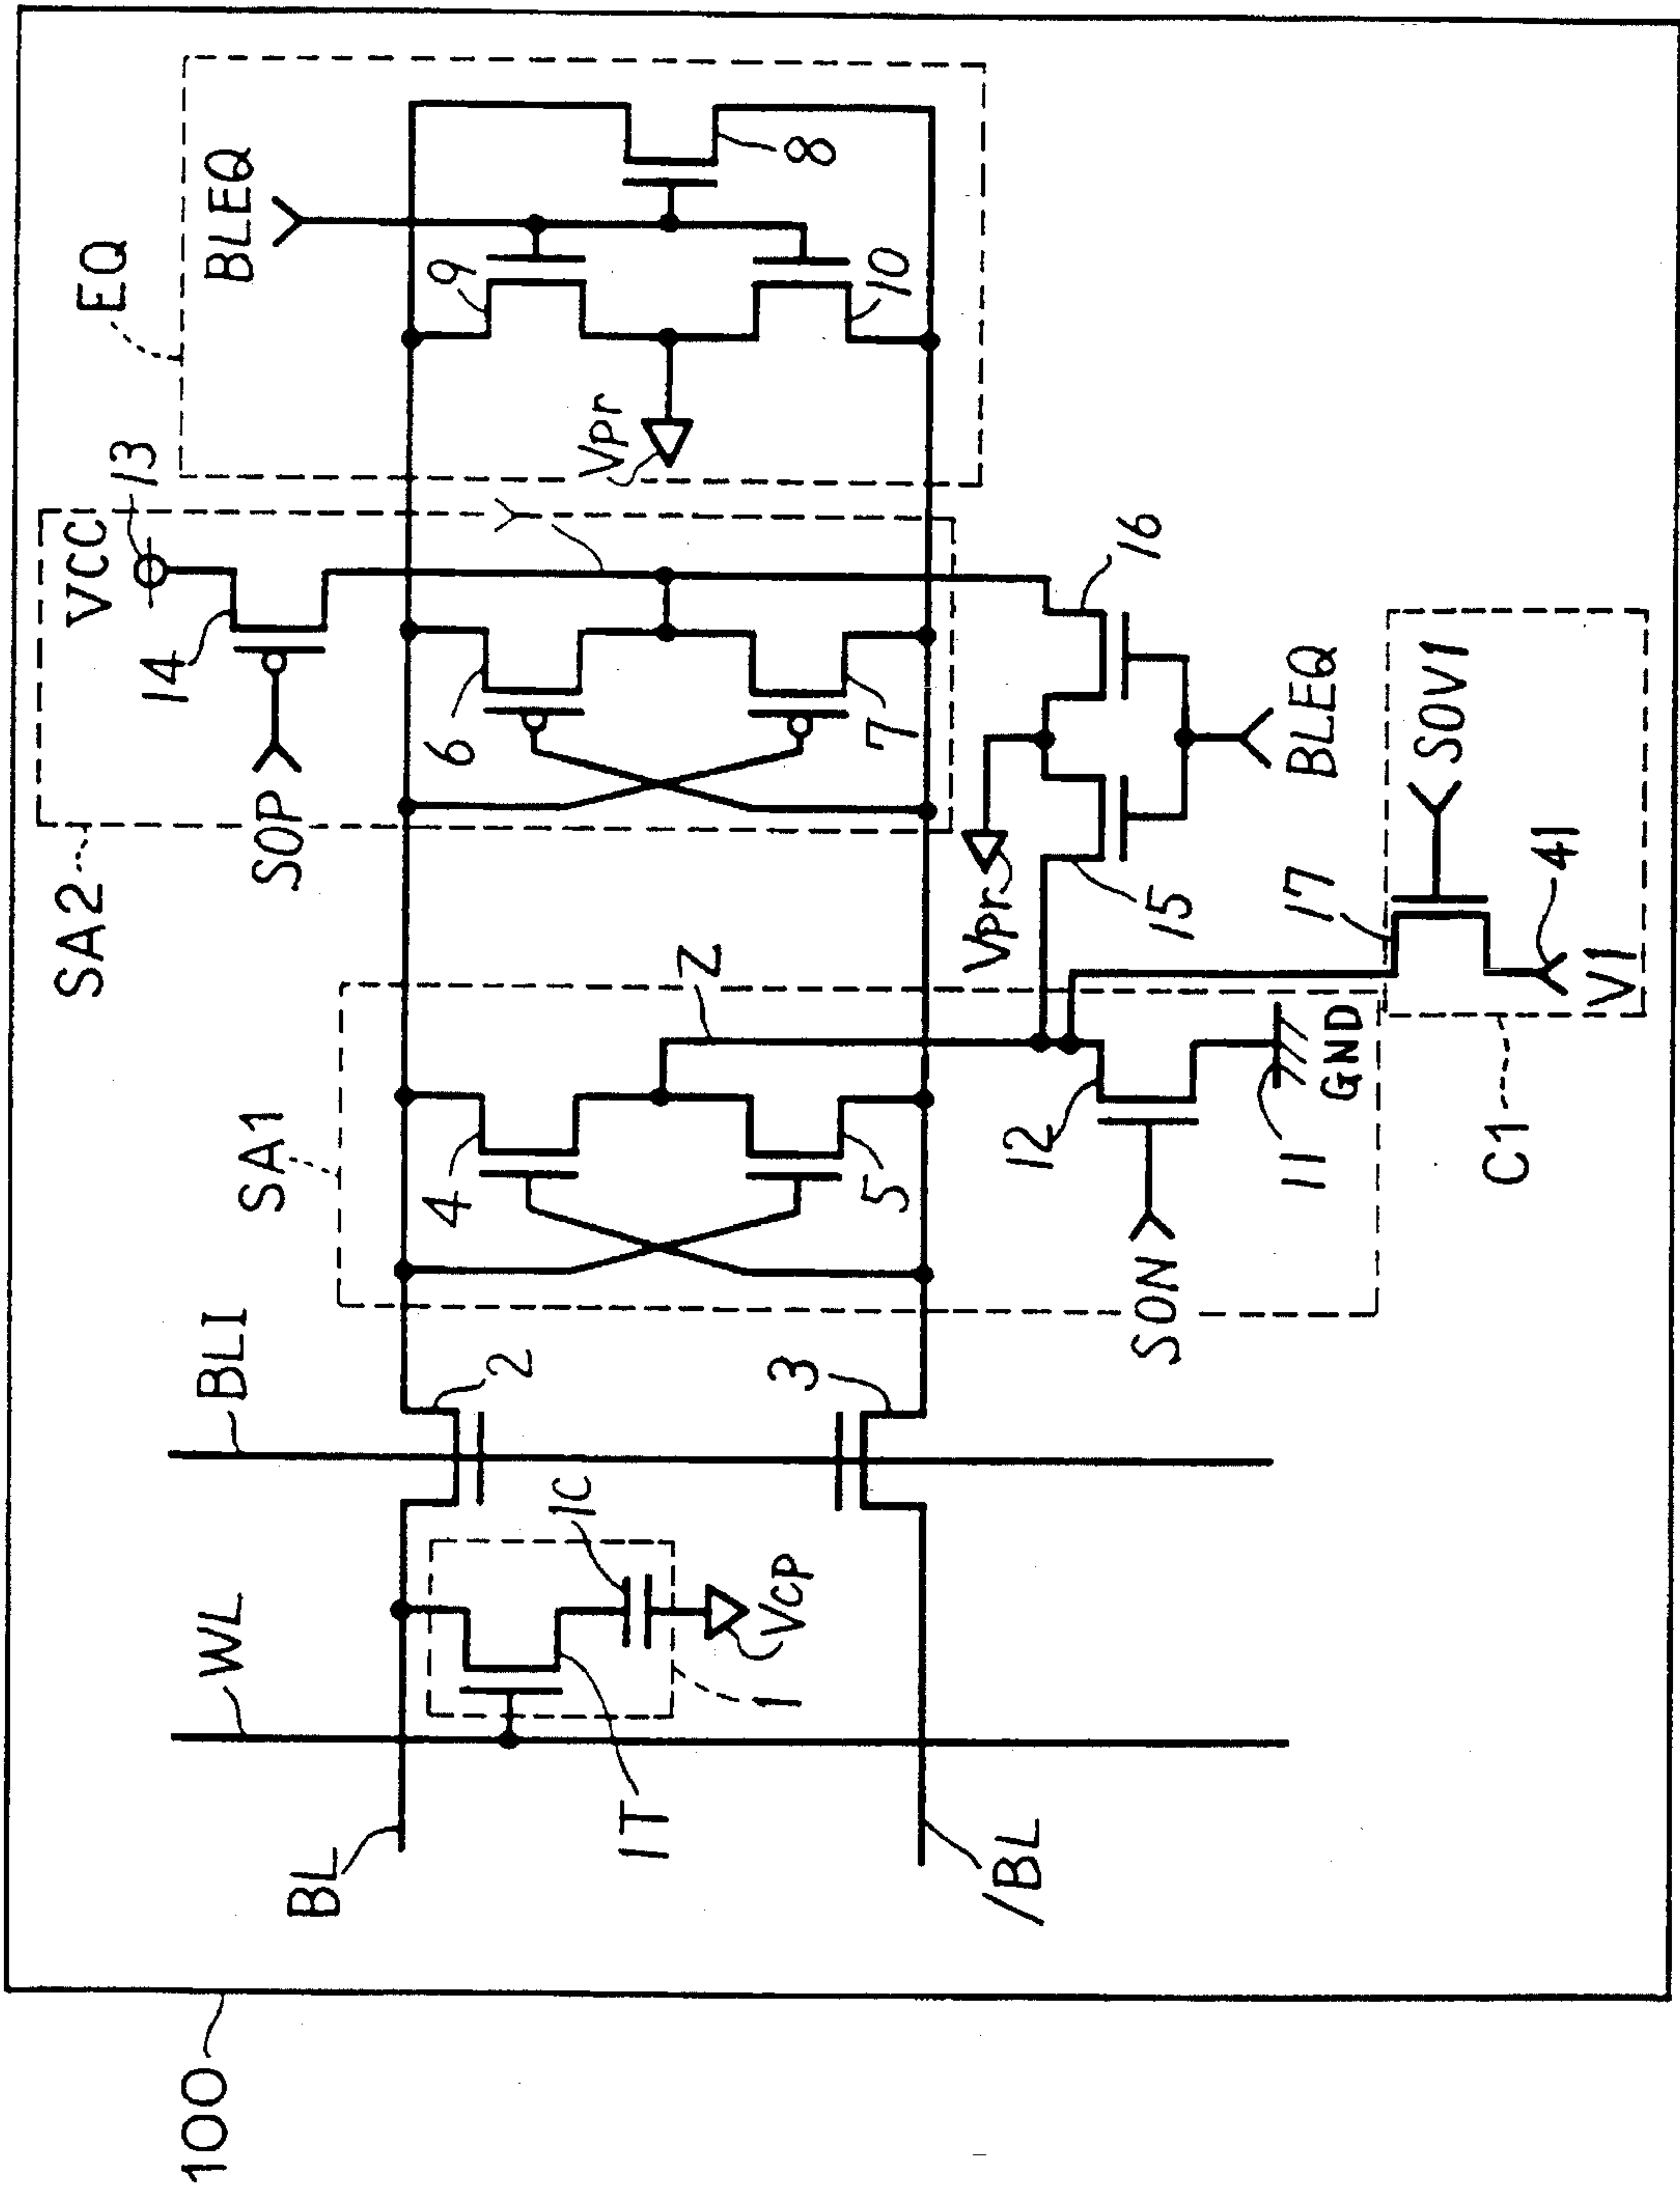 VCC
SA2
EQ
13
14
100
WL
BLI
BLEQ
SA1
SOP
BL
4
6
9
2
Y
1C
Vpr
1T
Z
1
Vcp
3
8
5
7
10
Vpr
/BL
12
15
16
SON
11
GND
BLEQ
17
C1
SOV1
41
V1